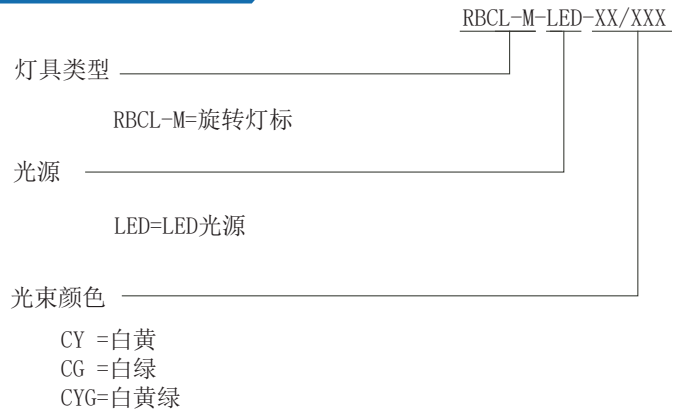 RBCL-M-LED-XX/XXX
灯具类型
RBCL-M=旋转灯标
光源
LED=LED光源
光束颜色
CY =白黄
CG =白绿
CYG=白黄绿